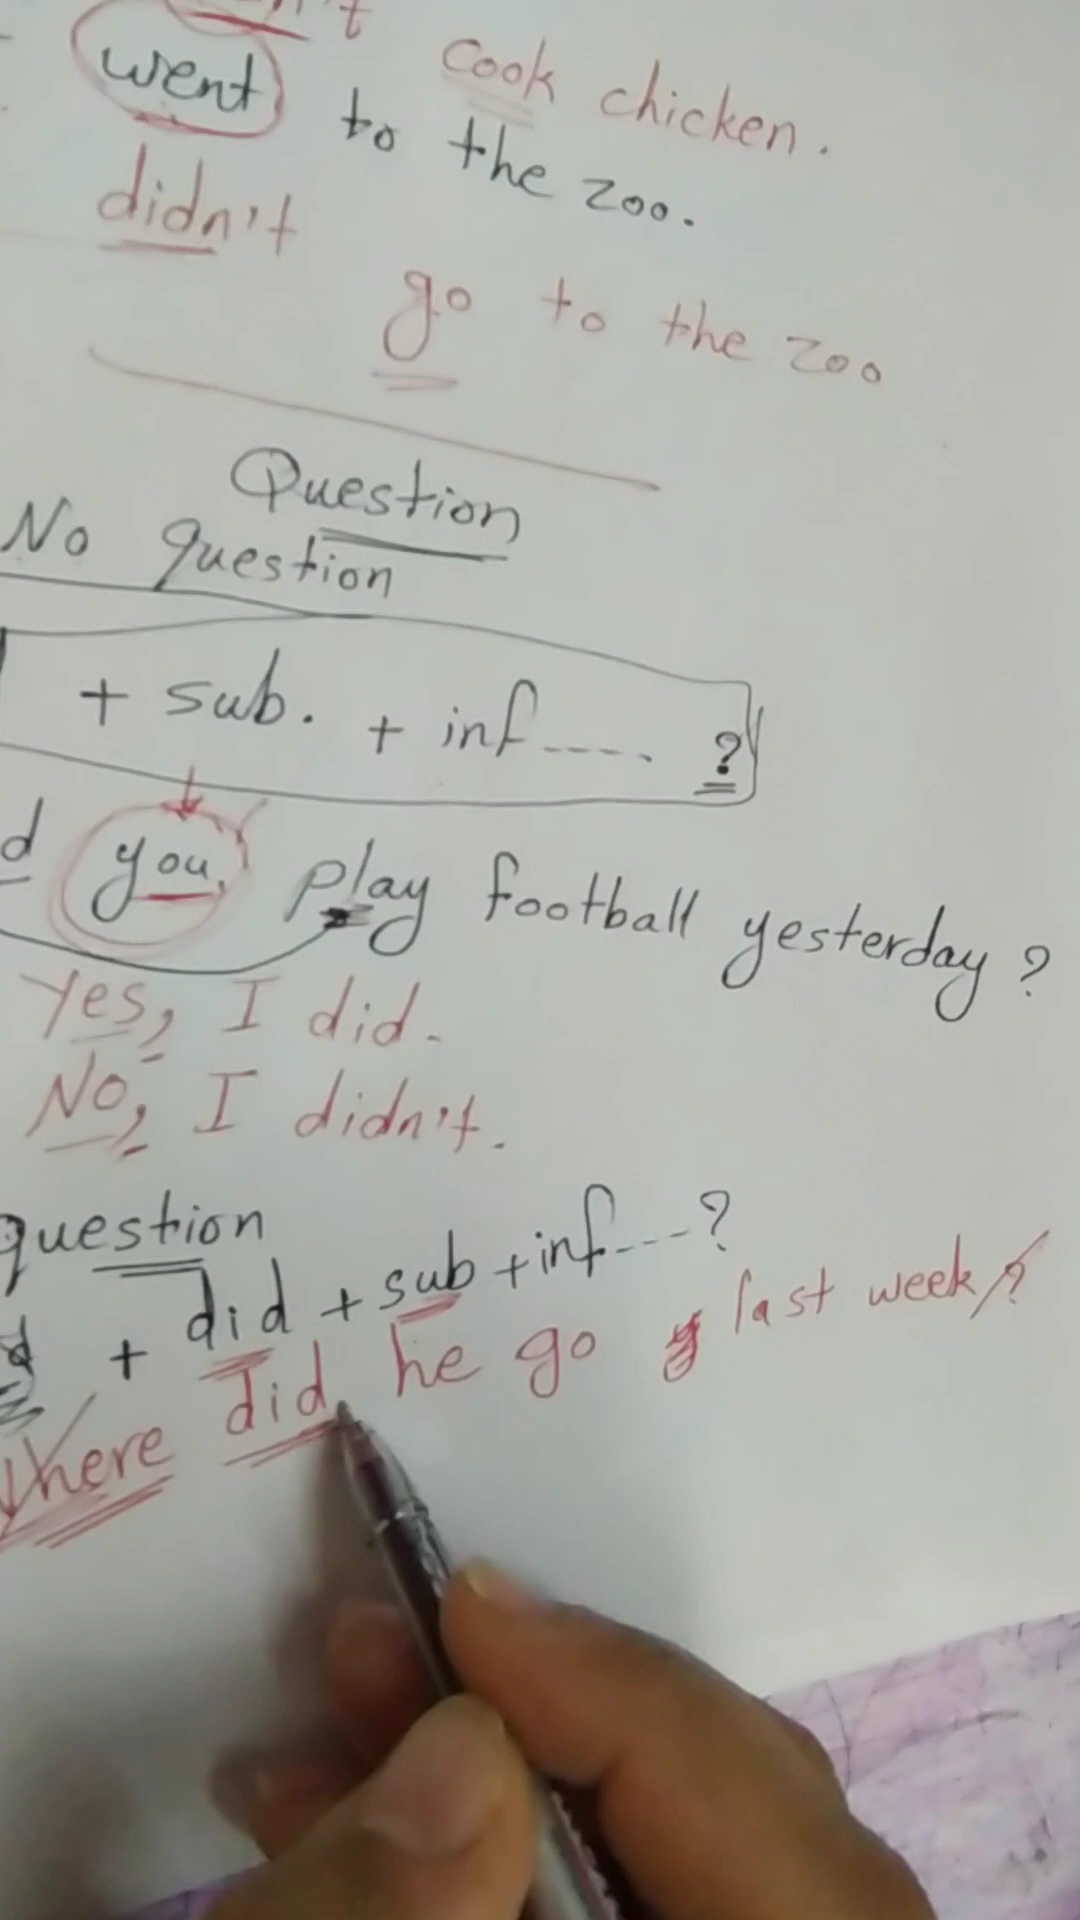 cook chicken.
went to the zoo.
didn't
go to the zoo
Question
No question
+ sub. + inf.---- ?
you play football yesterday ?
Yes, I did.
No, I didn't.
question
+ did + sub + inf---?
Where did he go last week?